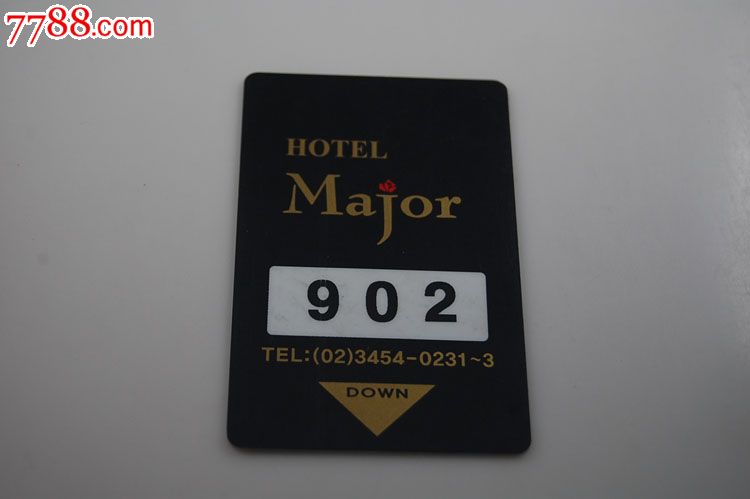 7788.com
HOTEL
Major
902
TEL:(02)3454-0231~3
DOWN